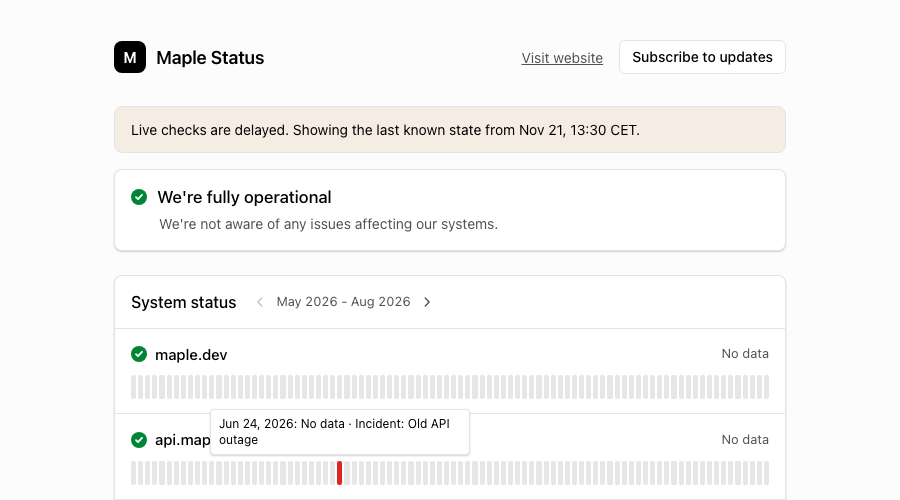 M
Maple Status
Visit website
Subscribe to updates
Live checks are delayed. Showing the last known state from Nov 21, 13:30 CET.
We're fully operational
We're not aware of any issues affecting our systems.
System status
May 2026 - Aug 2026
maple.dev
No data
Jun 24, 2026: No data · Incident: Old API
outage
api.map
No data